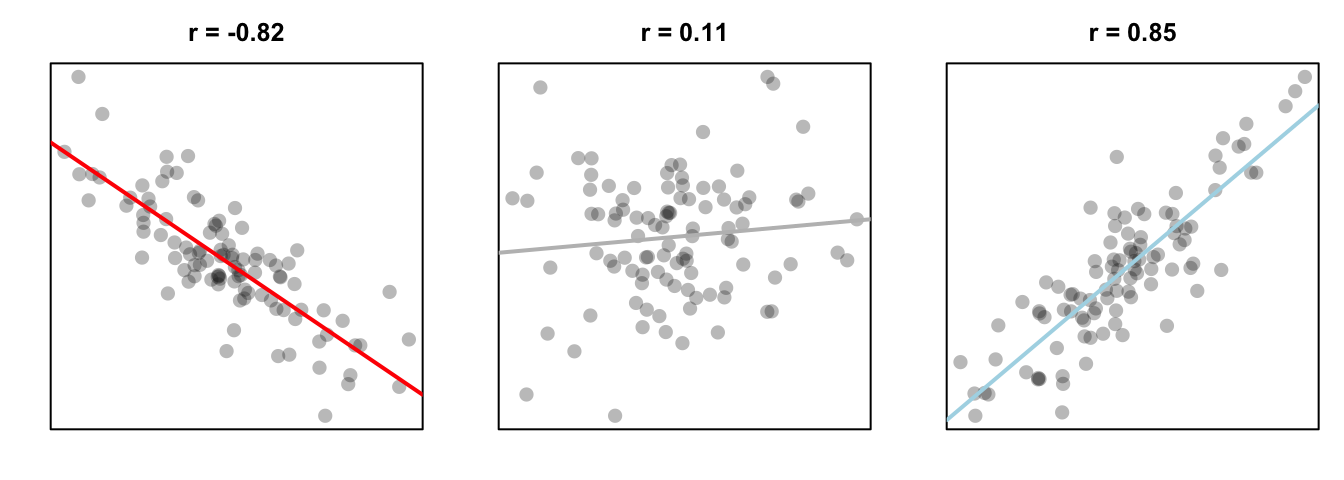 r = -0.82
r = 0.11
r = 0.85